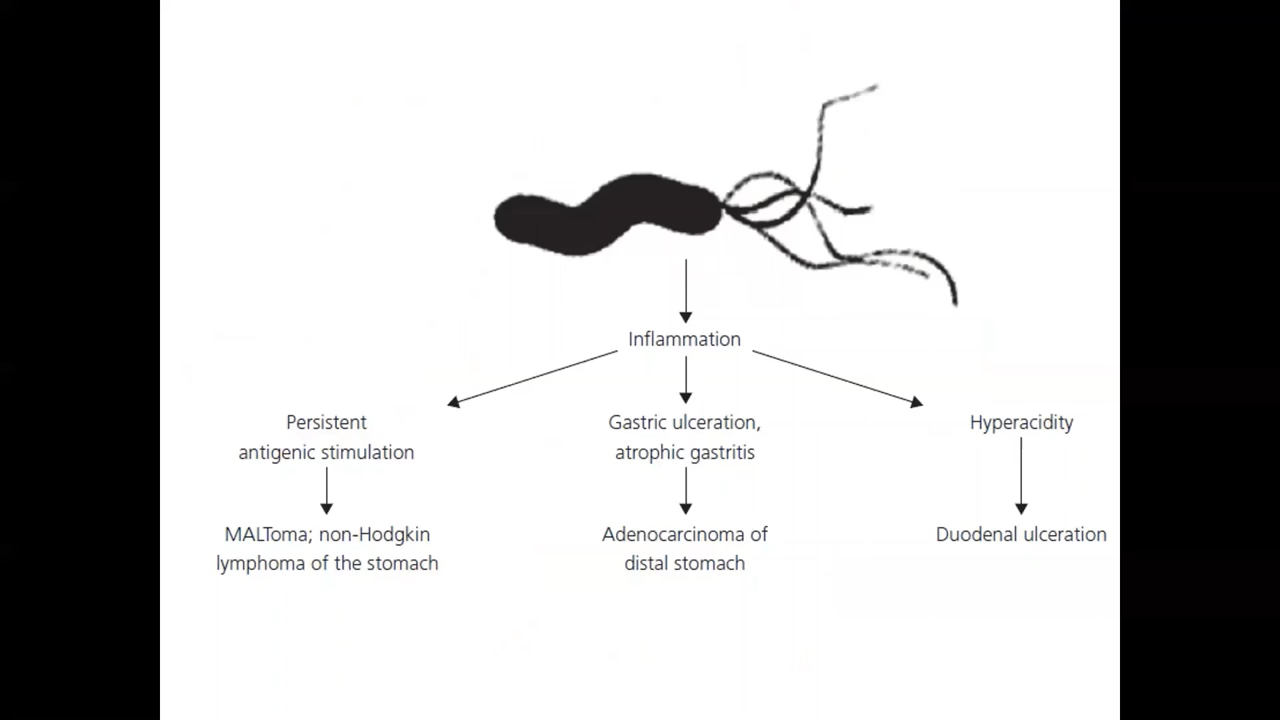 Inflammation
Persistent
antigenic stimulation
Gastric ulceration,
atrophic gastritis
Hyperacidity
MALToma; non-Hodgkin
lymphoma of the stomach
Adenocarcinoma of
distal stomach
Duodenal ulceration